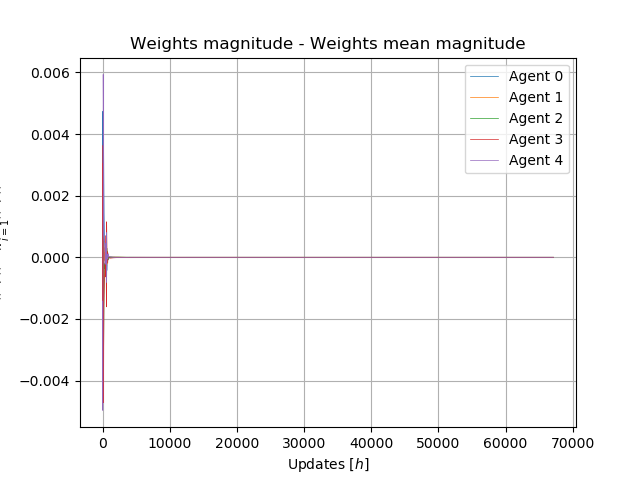 Weights magnitude - Weights mean magnitude
0.006
0.004
0.002
0.000
−0.002
−0.004
Agent 0
Agent 1
Agent 2
Agent 3
Agent 4
0 10000 20000 30000 40000 50000 60000 70000
Updates [h]